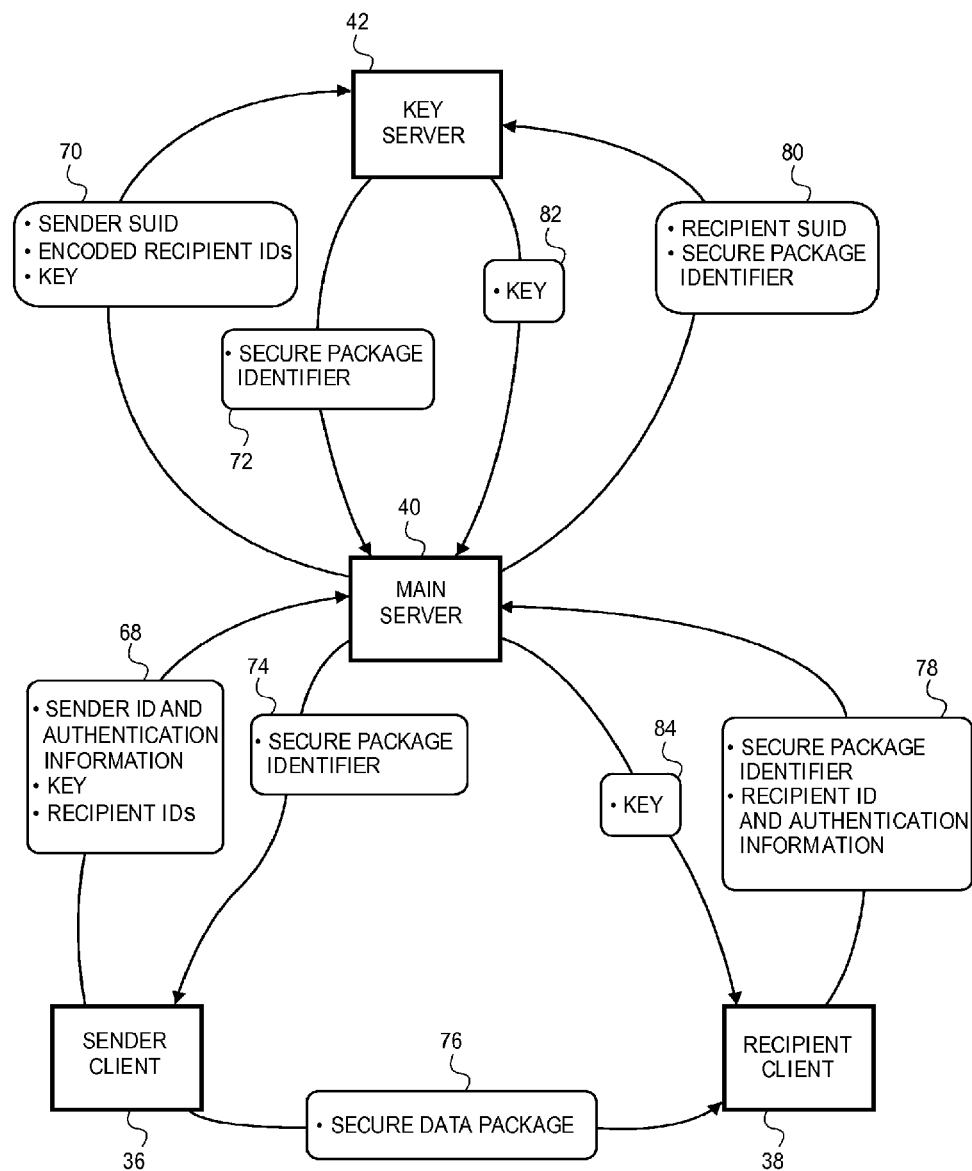 42
KEY
SERVER
70
• SENDER SUID
• ENCODED RECIPIENT IDs
• KEY
80
• RECIPIENT SUID
• SECURE PACKAGE
IDENTIFIER
82
• KEY
• SECURE PACKAGE
IDENTIFIER
72
40
MAIN
SERVER
68
• SENDER ID AND
AUTHENTICATION
INFORMATION
• KEY
• RECIPIENT IDs
74
• SECURE PACKAGE
IDENTIFIER
84
• KEY
78
• SECURE PACKAGE
IDENTIFIER
• RECIPIENT ID
AND AUTHENTICATION
INFORMATION
SENDER
CLIENT
36
76
• SECURE DATA PACKAGE
RECIPIENT
CLIENT
38